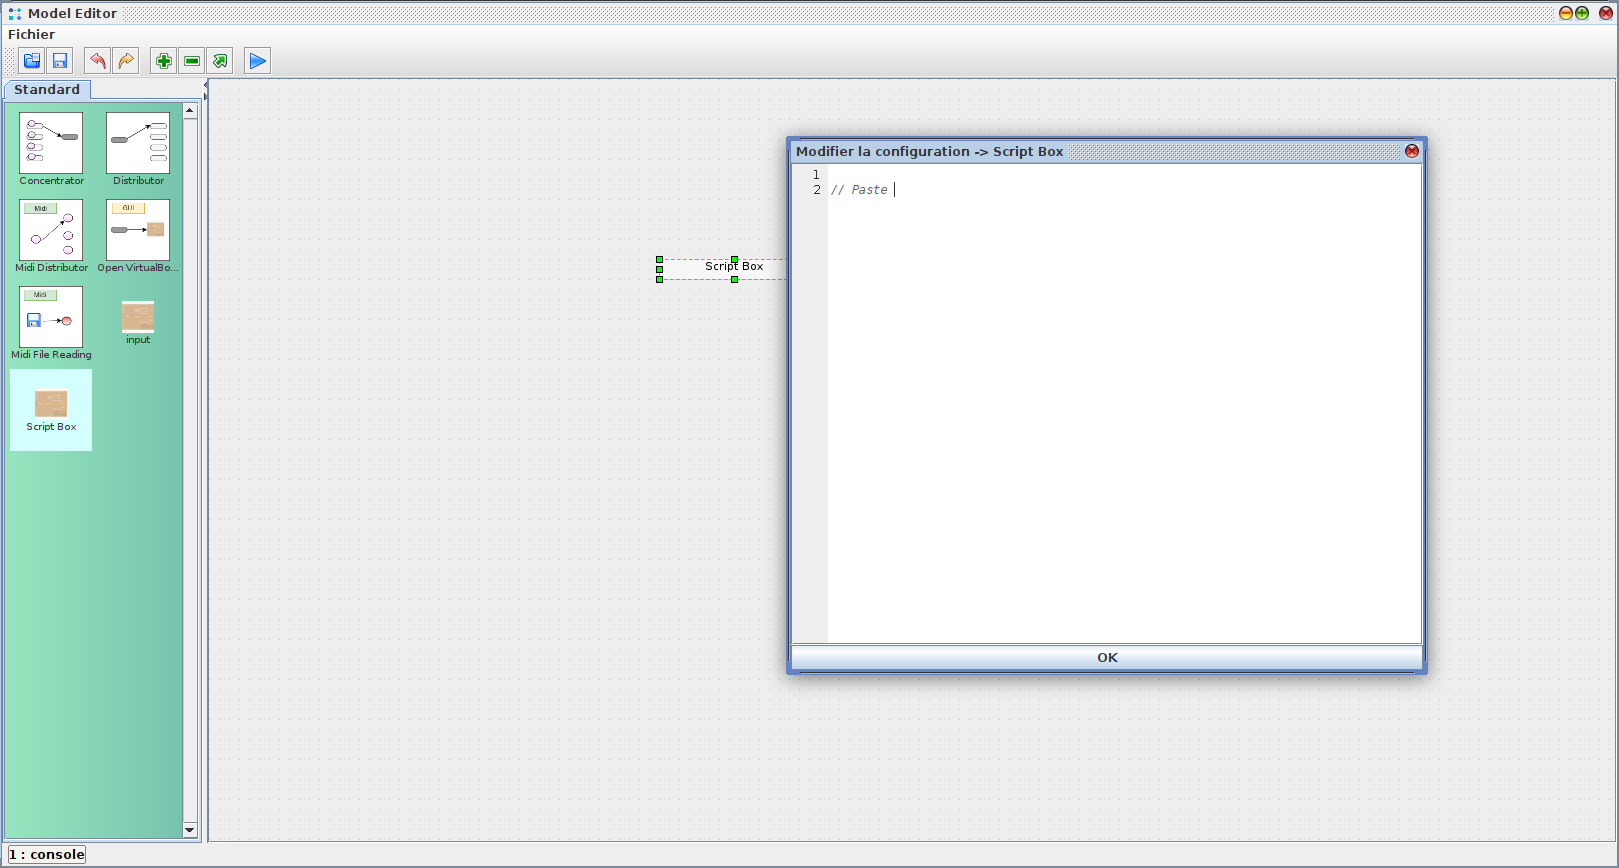 Model Editor
Fichier
Standard
Concentrator
Distributor
Midi
GUI
Midi Distributor
Open VirtualBo...
Midi
Midi File Reading
input
Script Box
Script Box
Modifier la configuration -> Script Box
1
2 // Paste
OK
1 : console